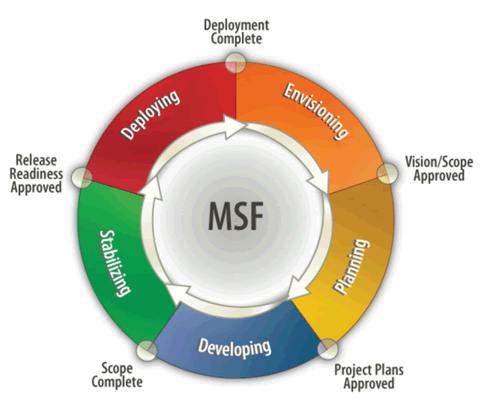 Deployment
Complete
Envisioning
Vision/Scope
Approved
Planning
Project Plans
Approved
Developing
Scope
Complete
Stabilizing
Release
Readiness
Approved
Deploying
MSF